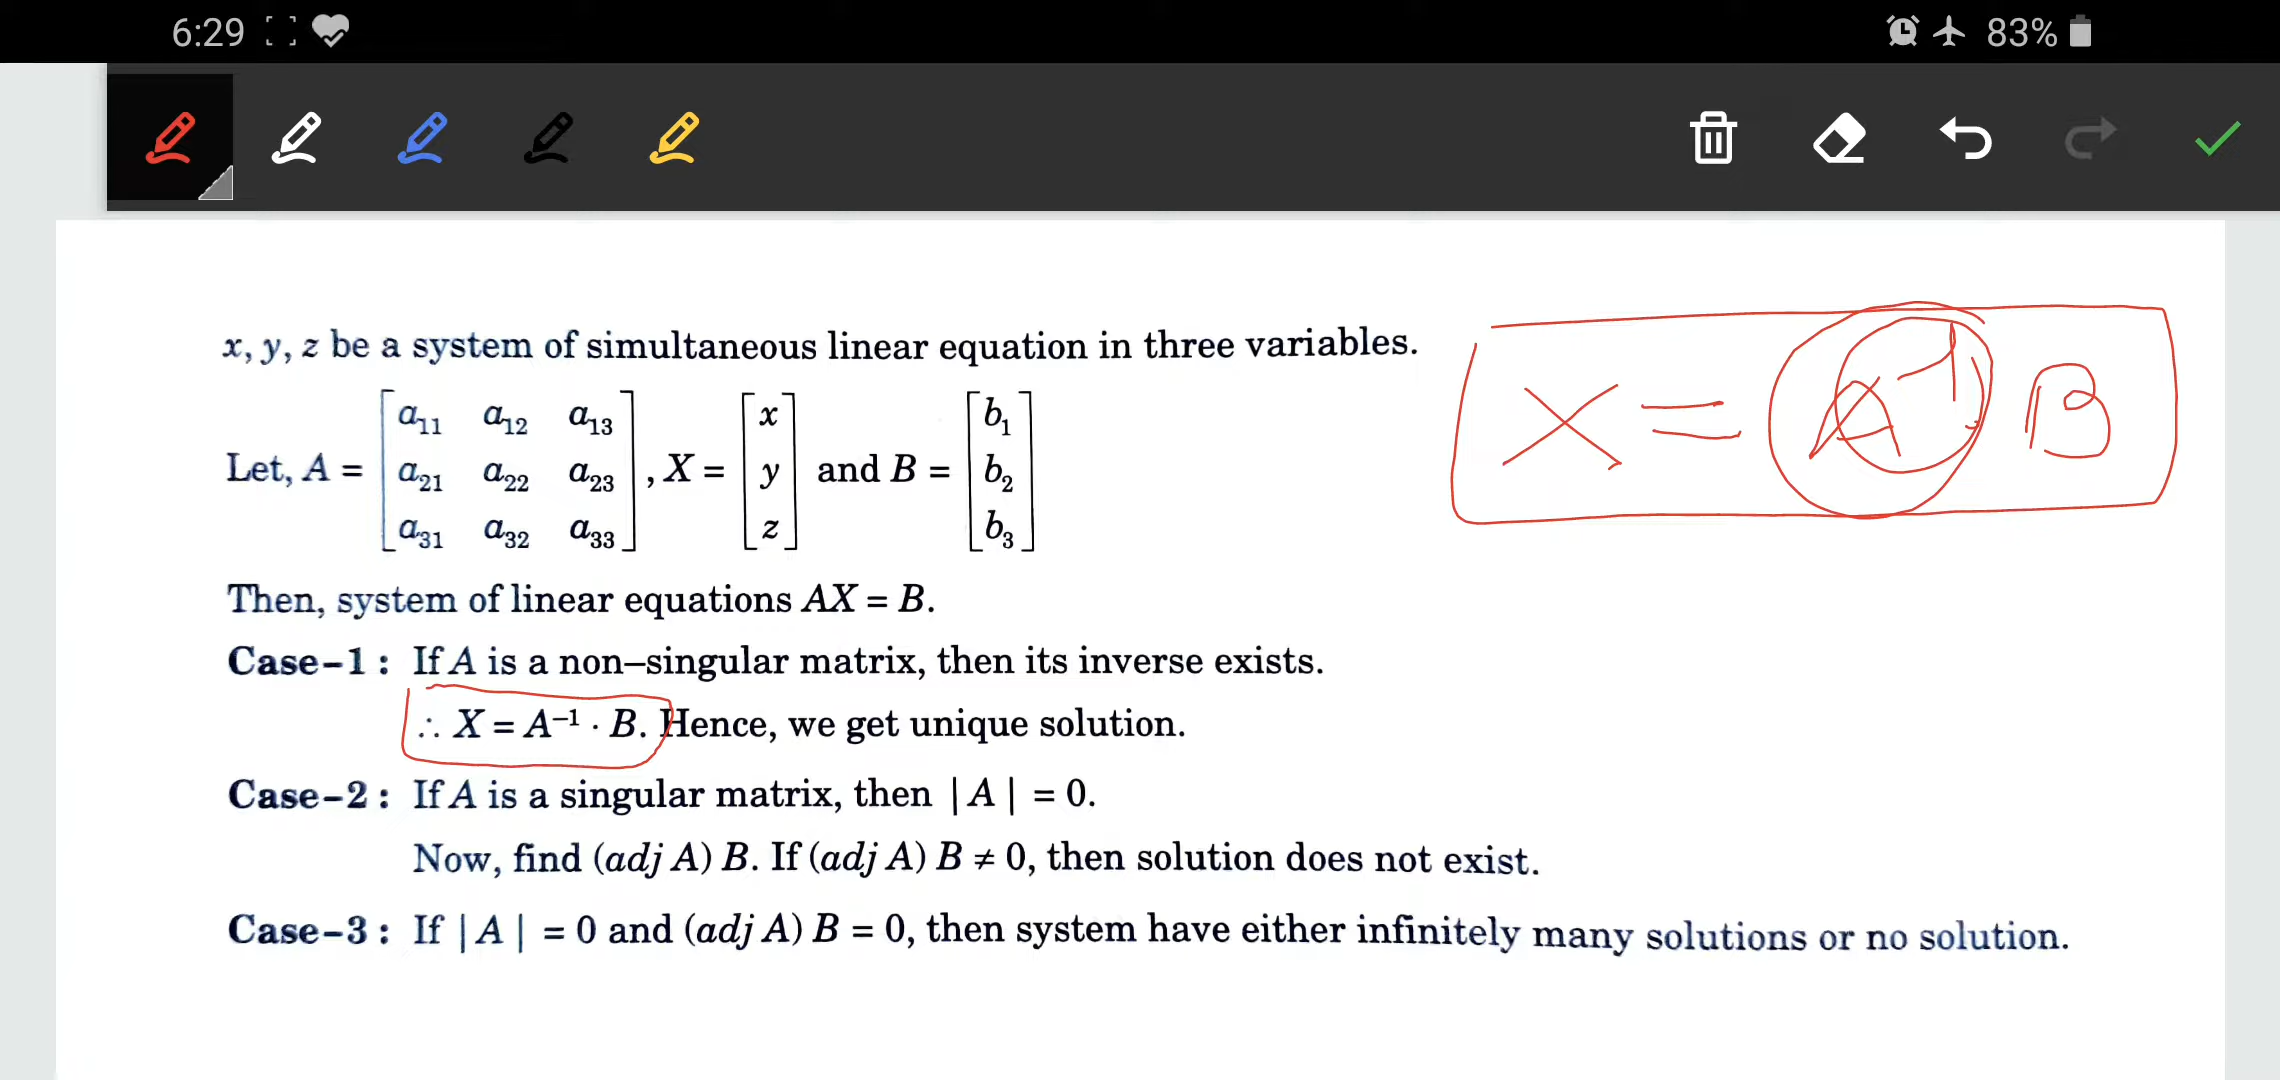 6:29 83%
x, y, z be a system of simultaneous linear equation in three variables.
X = A⁻¹ B
Let, A = [a₁₁ a₁₂ a₁₃; a₂₁ a₂₂ a₂₃; a₃₁ a₃₂ a₃₃], X = [x; y; z] and B = [b₁; b₂; b₃]
Then, system of linear equations AX = B.
Case–1 : If A is a non–singular matrix, then its inverse exists.
∴ X = A⁻¹ · B. Hence, we get unique solution.
Case–2 : If A is a singular matrix, then | A | = 0.
Now, find (adj A) B. If (adj A) B ≠ 0, then solution does not exist.
Case–3 : If | A | = 0 and (adj A) B = 0, then system have either infinitely many solutions or no solution.